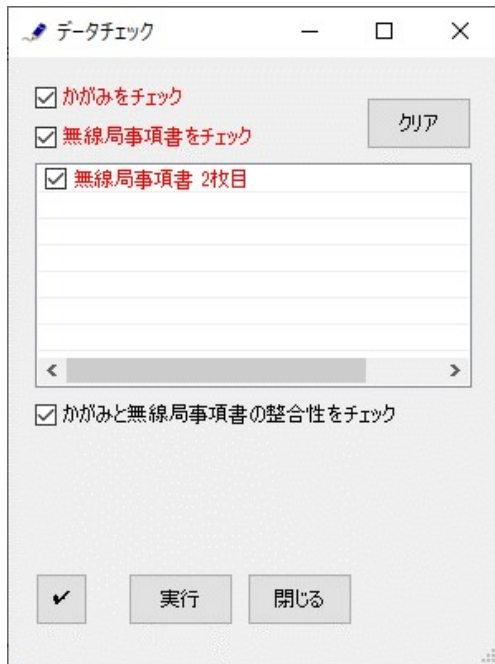 データチェック
かがみをチェック
クリア
無線局事項書をチェック
無線局事項書 2枚目
かがみと無線局事項書の整合性をチェック
実行
閉じる